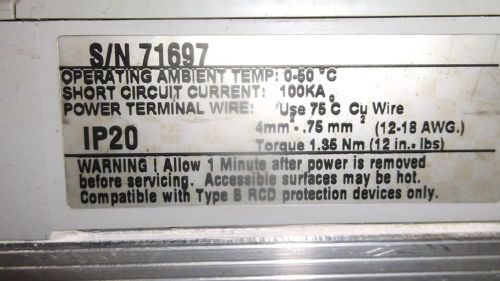 S/N 71697
OPERATING AMBIENT TEMP: 0-50 °C
SHORT CIRCUIT CURRENT: 100KA
POWER TERMINAL WIRE: Use 75°C Cu Wire
4mm² - .75 mm² (12-18 AWG.)
IP20 Torque 1.35 Nm (12 in.- lbs)
WARNING ! Allow 1 Minute after power is removed
before servicing. Accessible surfaces may be hot.
Compatible with Type B RCD protection devices only.